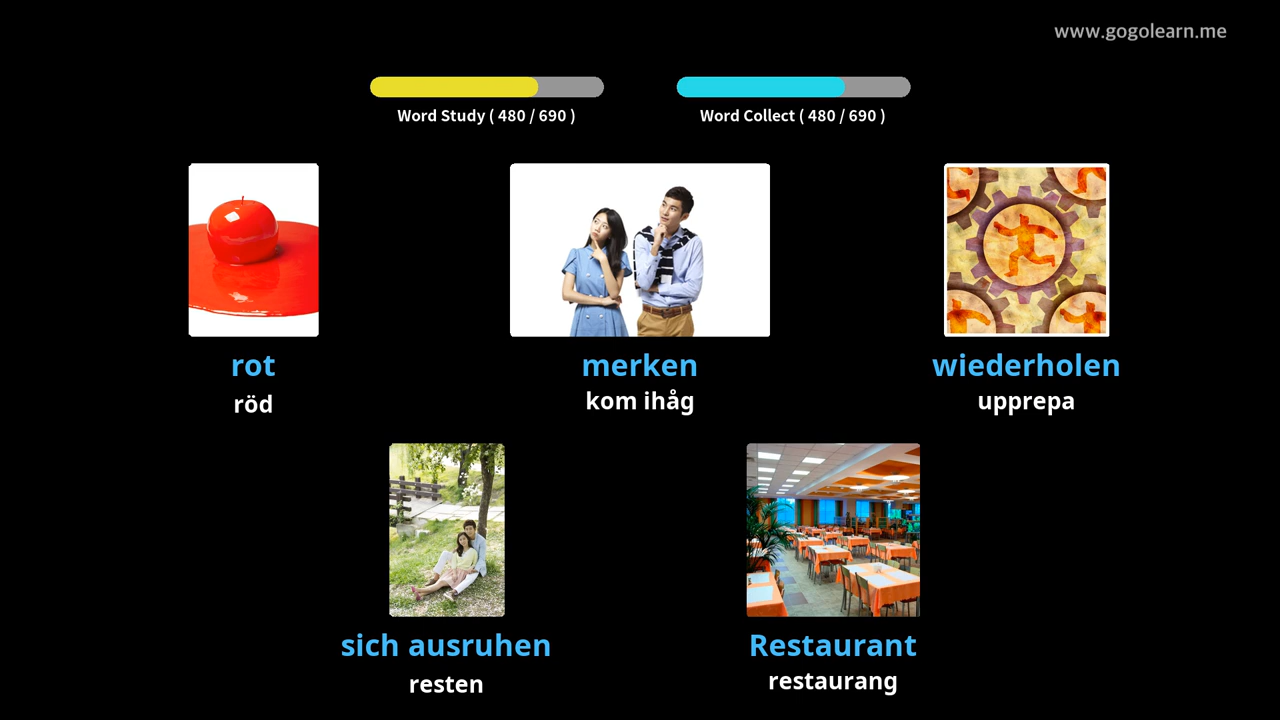 www.gogolearn.me
Word Study ( 480 / 690 )
Word Collect ( 480 / 690 )
rot
röd
merken
kom ihåg
wiederholen
upprepa
sich ausruhen
resten
Restaurant
restaurang